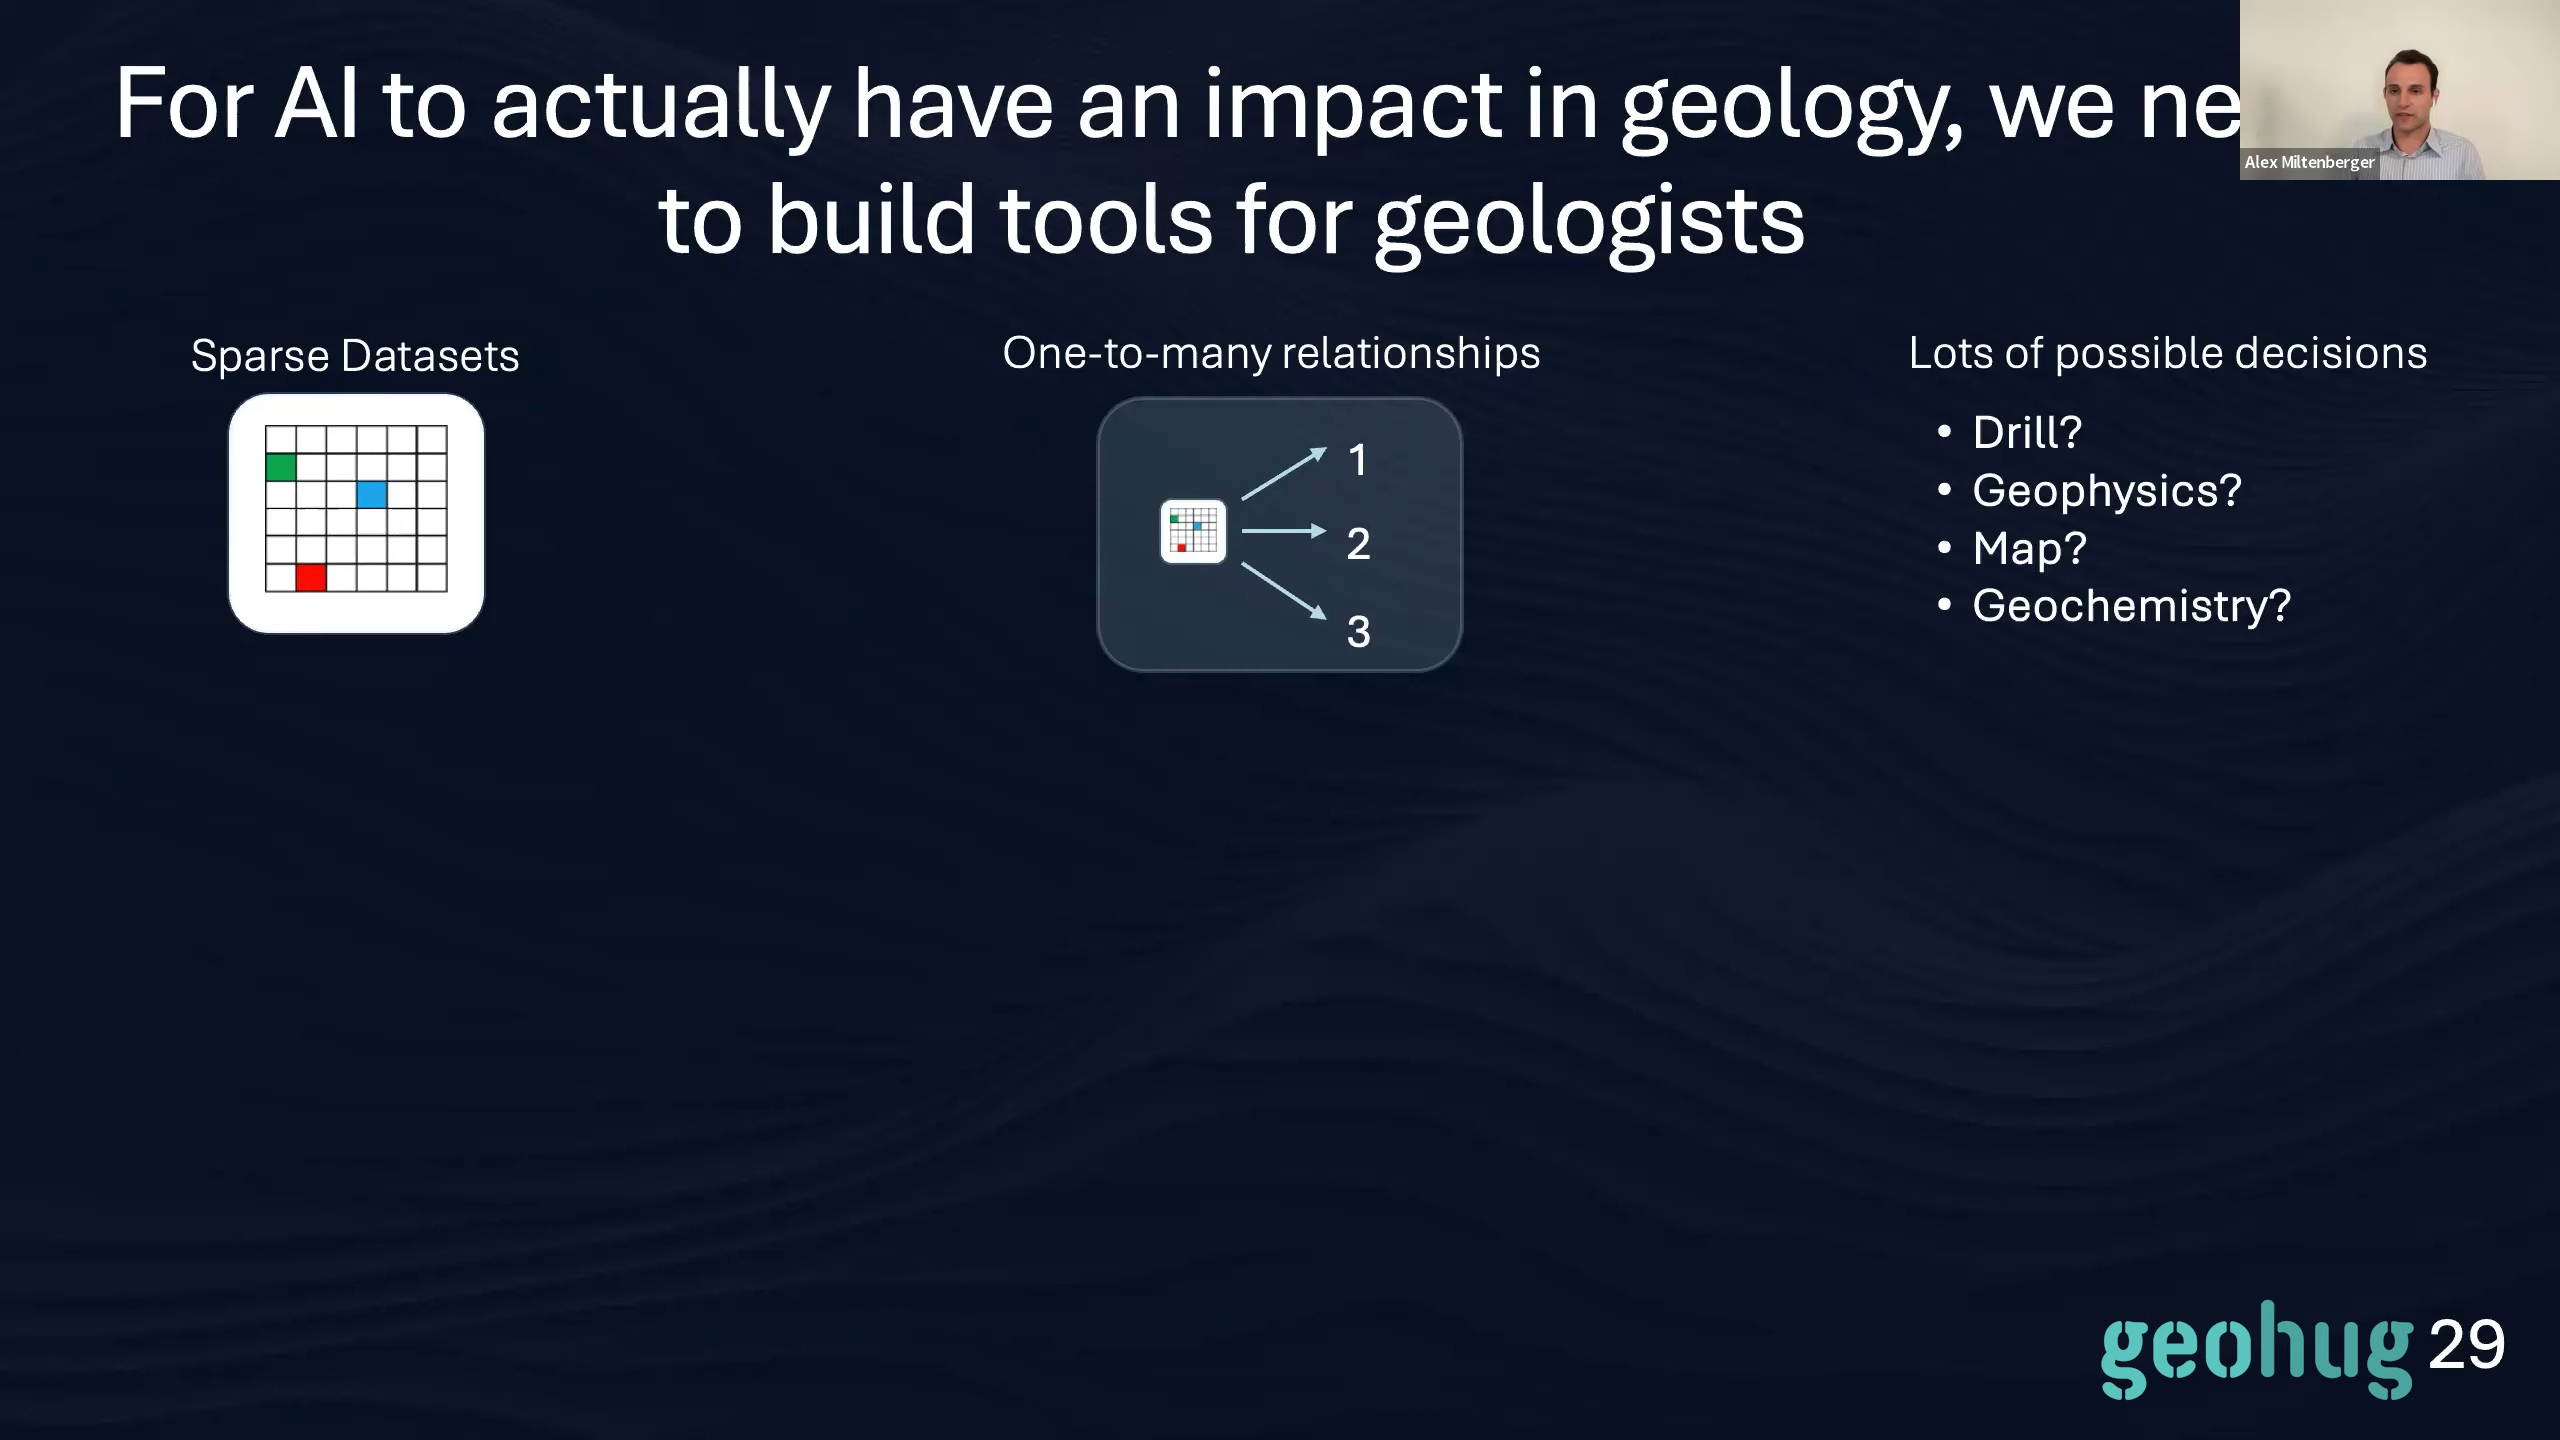 For AI to actually have an impact in geology, we ne
to build tools for geologists
Alex Miltenberger
Sparse Datasets
One-to-many relationships
1
2
3
Lots of possible decisions
• Drill?
• Geophysics?
• Map?
• Geochemistry?
geohug 29